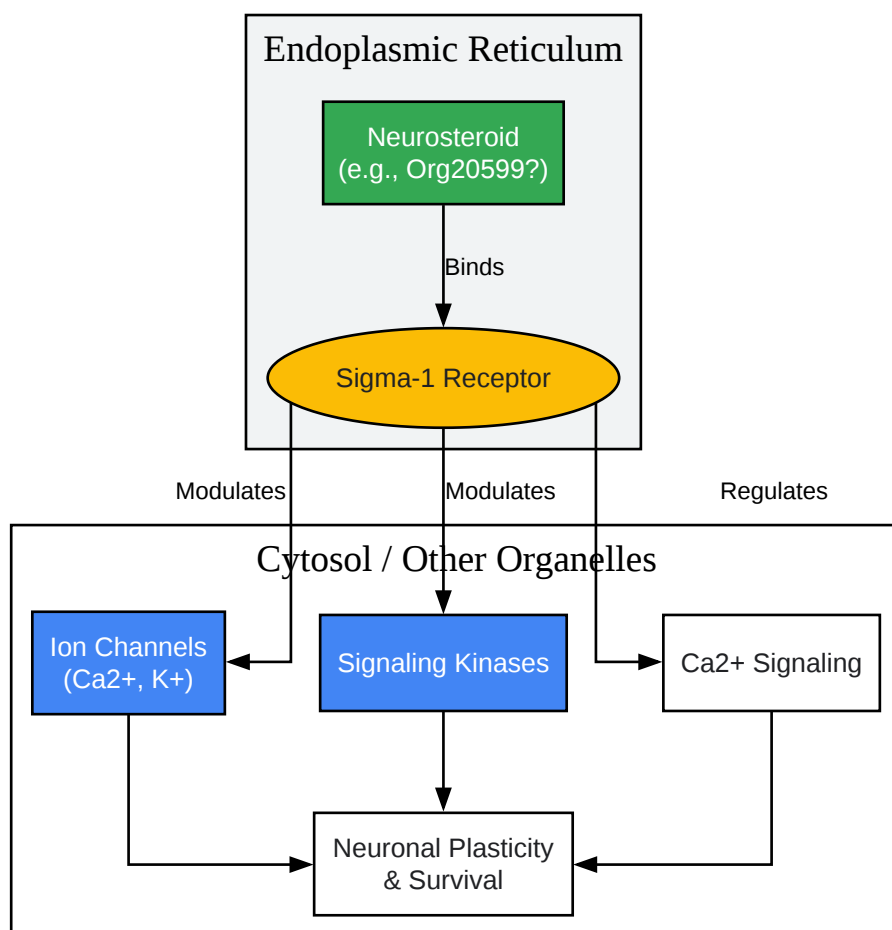 Endoplasmic Reticulum
Neurosteroid
(e.g., Org20599?)
Binds
Sigma-1 Receptor
Modulates
Modulates
Regulates
Cytosol / Other Organelles
Ion Channels
(Ca2+, K+)
Signaling Kinases
Ca2+ Signaling
Neuronal Plasticity
& Survival